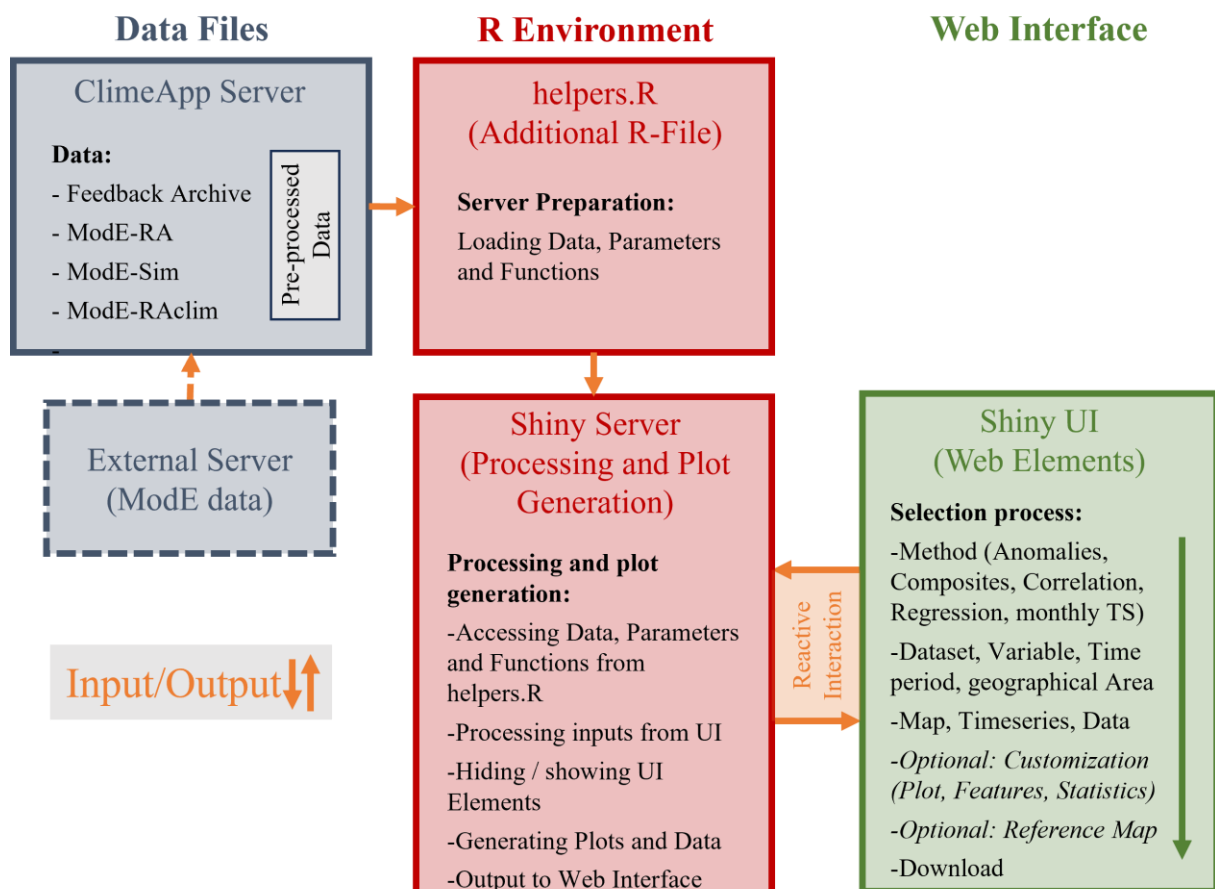 Data Files
R Environment
Web Interface
ClimeApp Server
Data:
- Feedback Archive
- ModE-RA
- ModE-Sim
- ModE-RAclim
-
Pre-processed
Data
helpers.R
(Additional R-File)
Server Preparation:
Loading Data, Parameters
and Functions
External Server
(ModE data)
Input/Output
Shiny Server
(Processing and Plot
Generation)
Processing and plot
generation:
-Accessing Data, Parameters
and Functions from
helpers.R
-Processing inputs from UI
-Hiding / showing UI
Elements
-Generating Plots and Data
-Output to Web Interface
Reactive
Interaction
Shiny UI
(Web Elements)
Selection process:
-Method (Anomalies,
Composites, Correlation,
Regression, monthly TS)
-Dataset, Variable, Time
period, geographical Area
-Map, Timeseries, Data
-Optional: Customization
(Plot, Features, Statistics)
-Optional: Reference Map
-Download